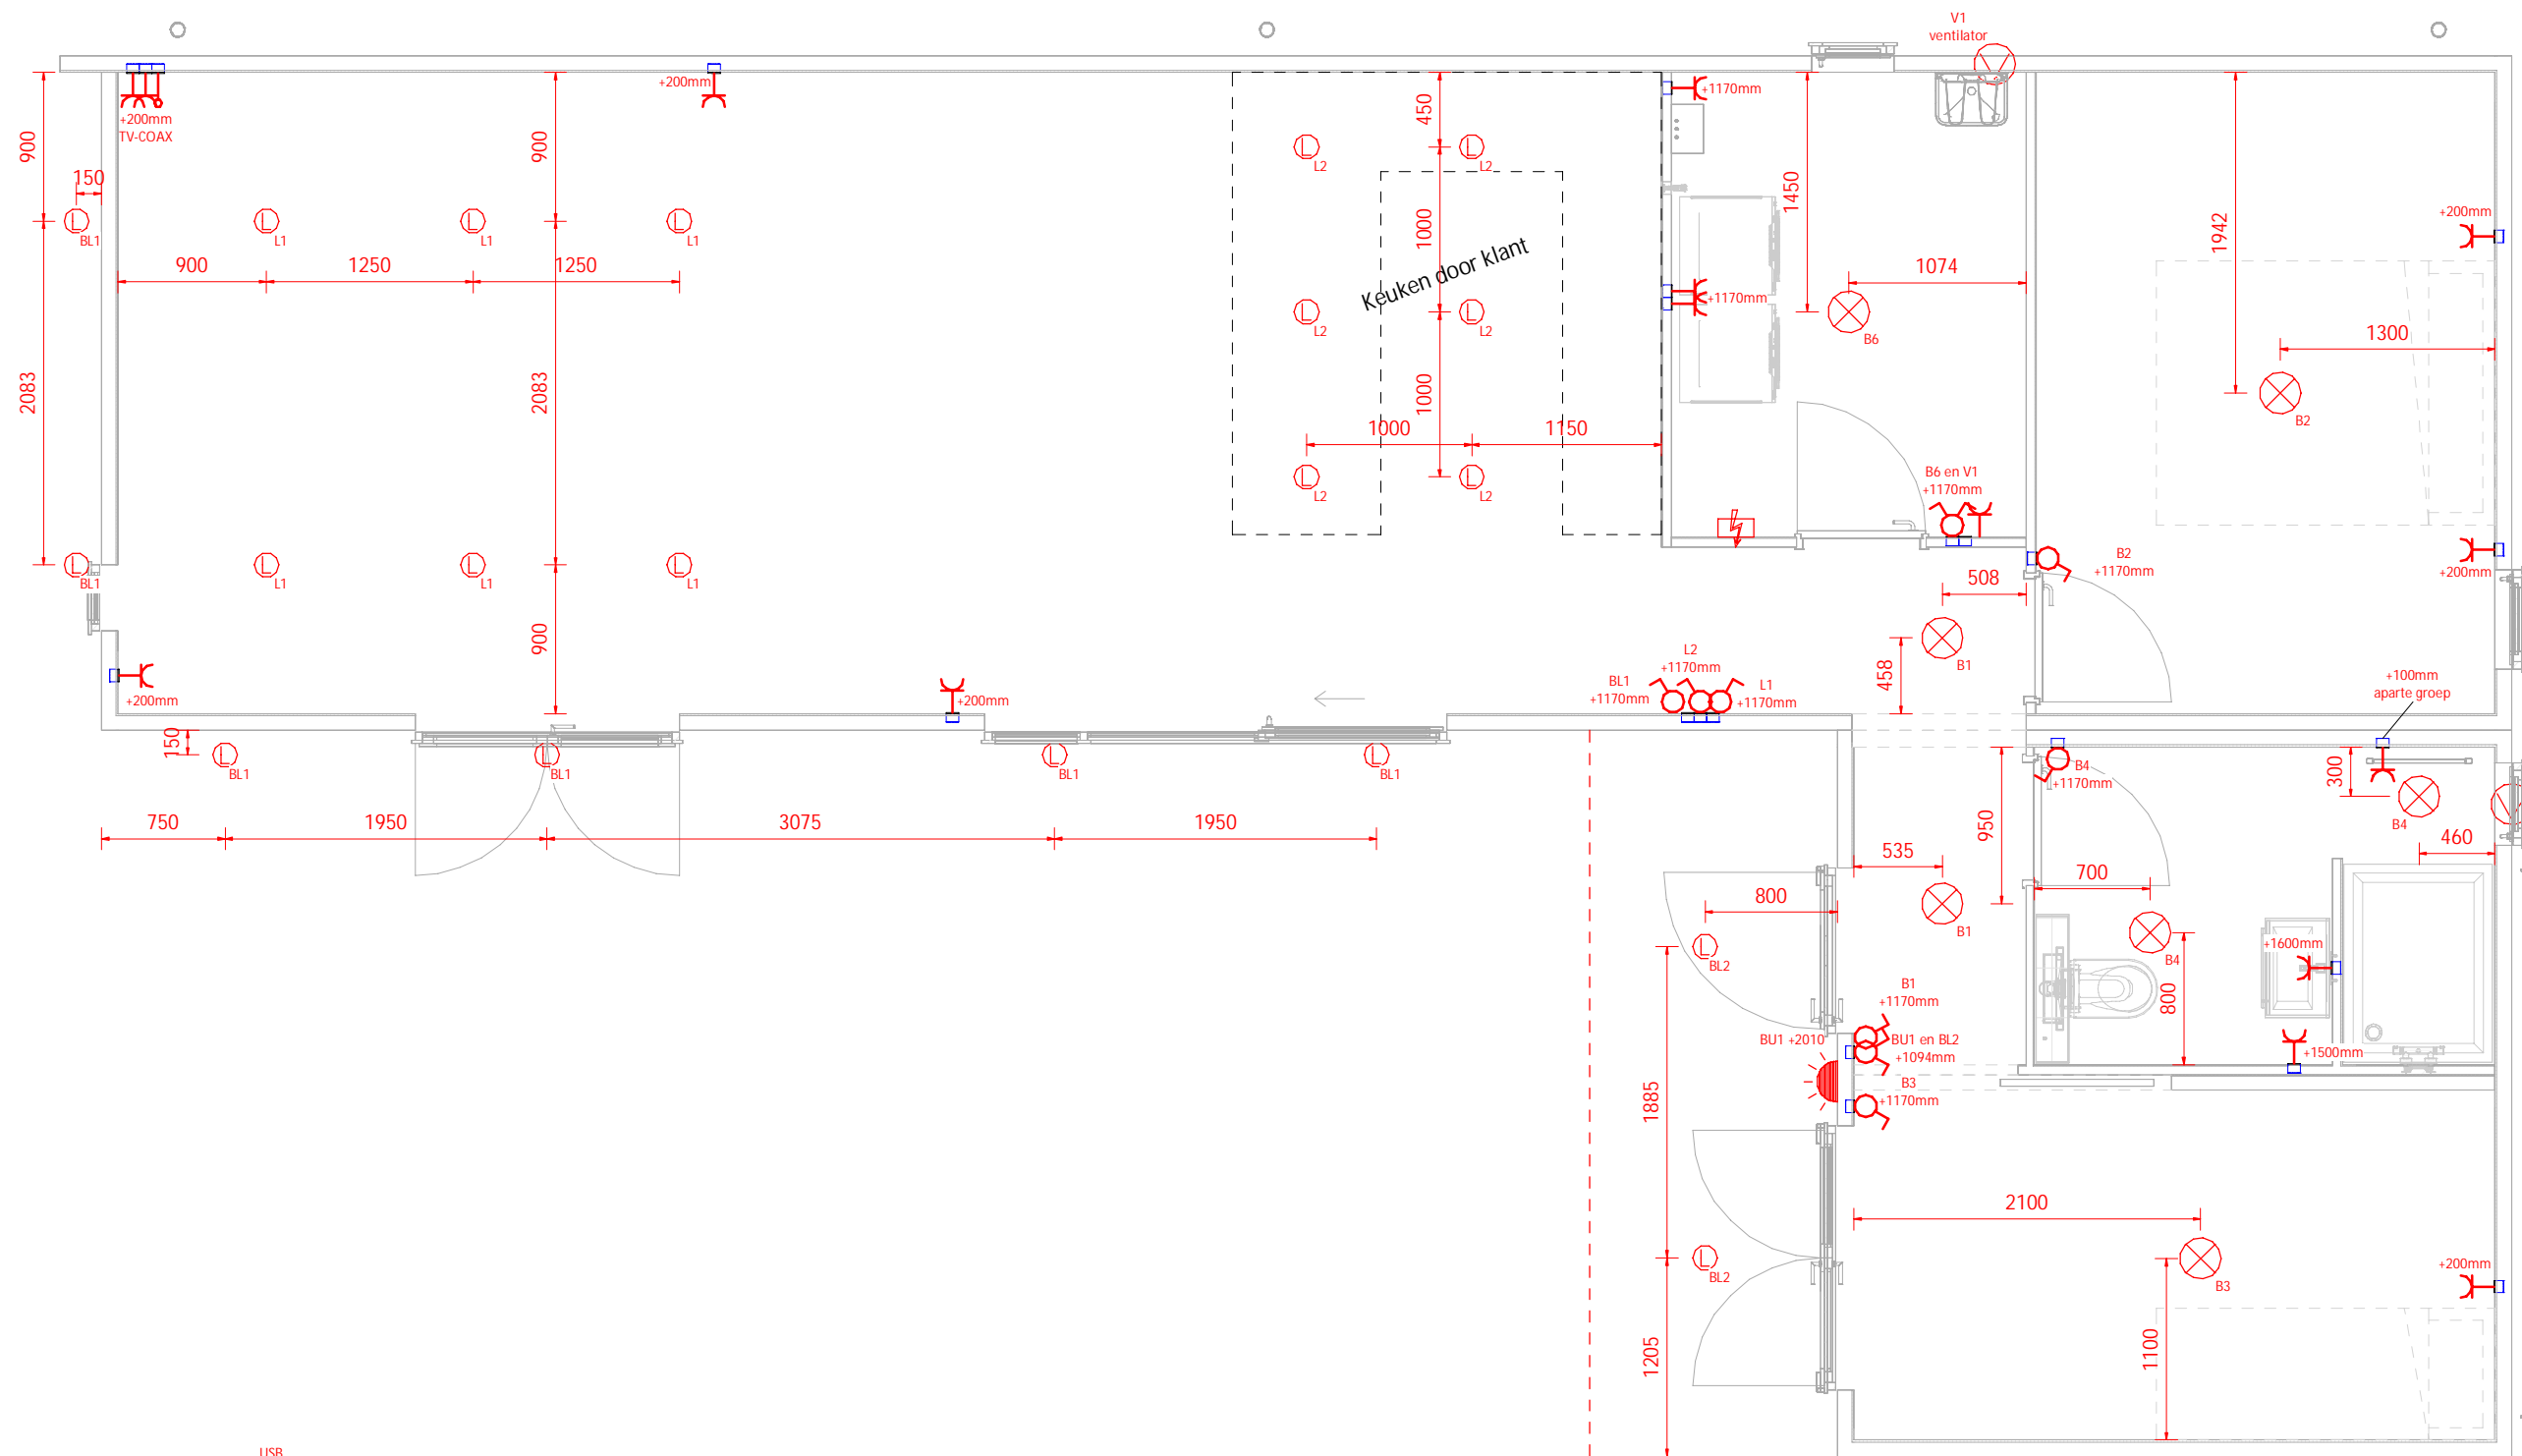 V1
ventilator
+200mm
TV-COAX
+200mm
+1170mm
900
900
450
150
BL1
L1
L1
L1
L2
L2
900
1250
1250
1000
1450
1942
+200mm
Keuken door klant
+1170mm
1074
L2
L2
B6
1300
2083
2083
1000
B2
1000
1150
L2
L2
B6 en V1
+1170mm
BL1
L1
L1
L1
B2
+1170mm
+200mm
508
900
458
B1
+200mm
+200mm
L2
+1170mm
BL1
+1170mm
L1
+1170mm
+100mm
aparte groep
150
BL1
BL1
BL1
BL1
B4
+1170mm
300
B4
460
750
1950
3075
1950
535
950
700
800
B1
B4
BL2
+1600mm
800
B1
+1170mm
BU1 +2010
BU1 en BL2
+1094mm
+1500mm
B3
+1170mm
1885
2100
BL2
B3
+200mm
1205
1100
USB